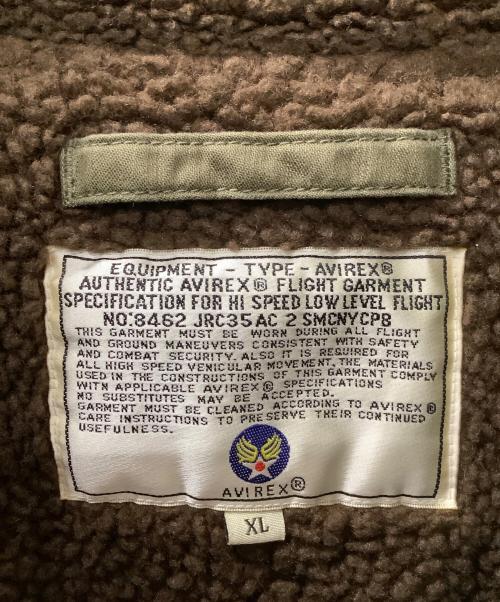 EQUIPMENT - TYPE - AVIREX®
AUTHENTIC AVIREX® FLIGHT GARMENT
SPECIFICATION FOR HI SPEED LOW LEVEL FLIGHT
NO:8462 JRC35 AC 2 SMCNYCP8
THIS GARMENT MUST BE WORN DURING ALL FLIGHT
AND GROUND MANEUVERS CONSISTENT WITH SAFETY
AND COMBAT SECURITY. ALSO IT IS REQUIRED FOR
ALL HIGH SPEED VEHICULAR MOVEMENT. THE MATERIALS
USED IN THE CONSTRUCTIONS OF THIS GARMENT COMPLY
WITH APPLICABLE AVIREX® SPECIFICATIONS
NO SUBSTITUTES MAY BE ACCEPTED.
GARMENT MUST BE CLEANED ACCORDING TO AVIREX®
CARE INSTRUCTIONS TO PRESERVE THEIR CONTINUED
USEFULNESS.
AVIREX®
XL